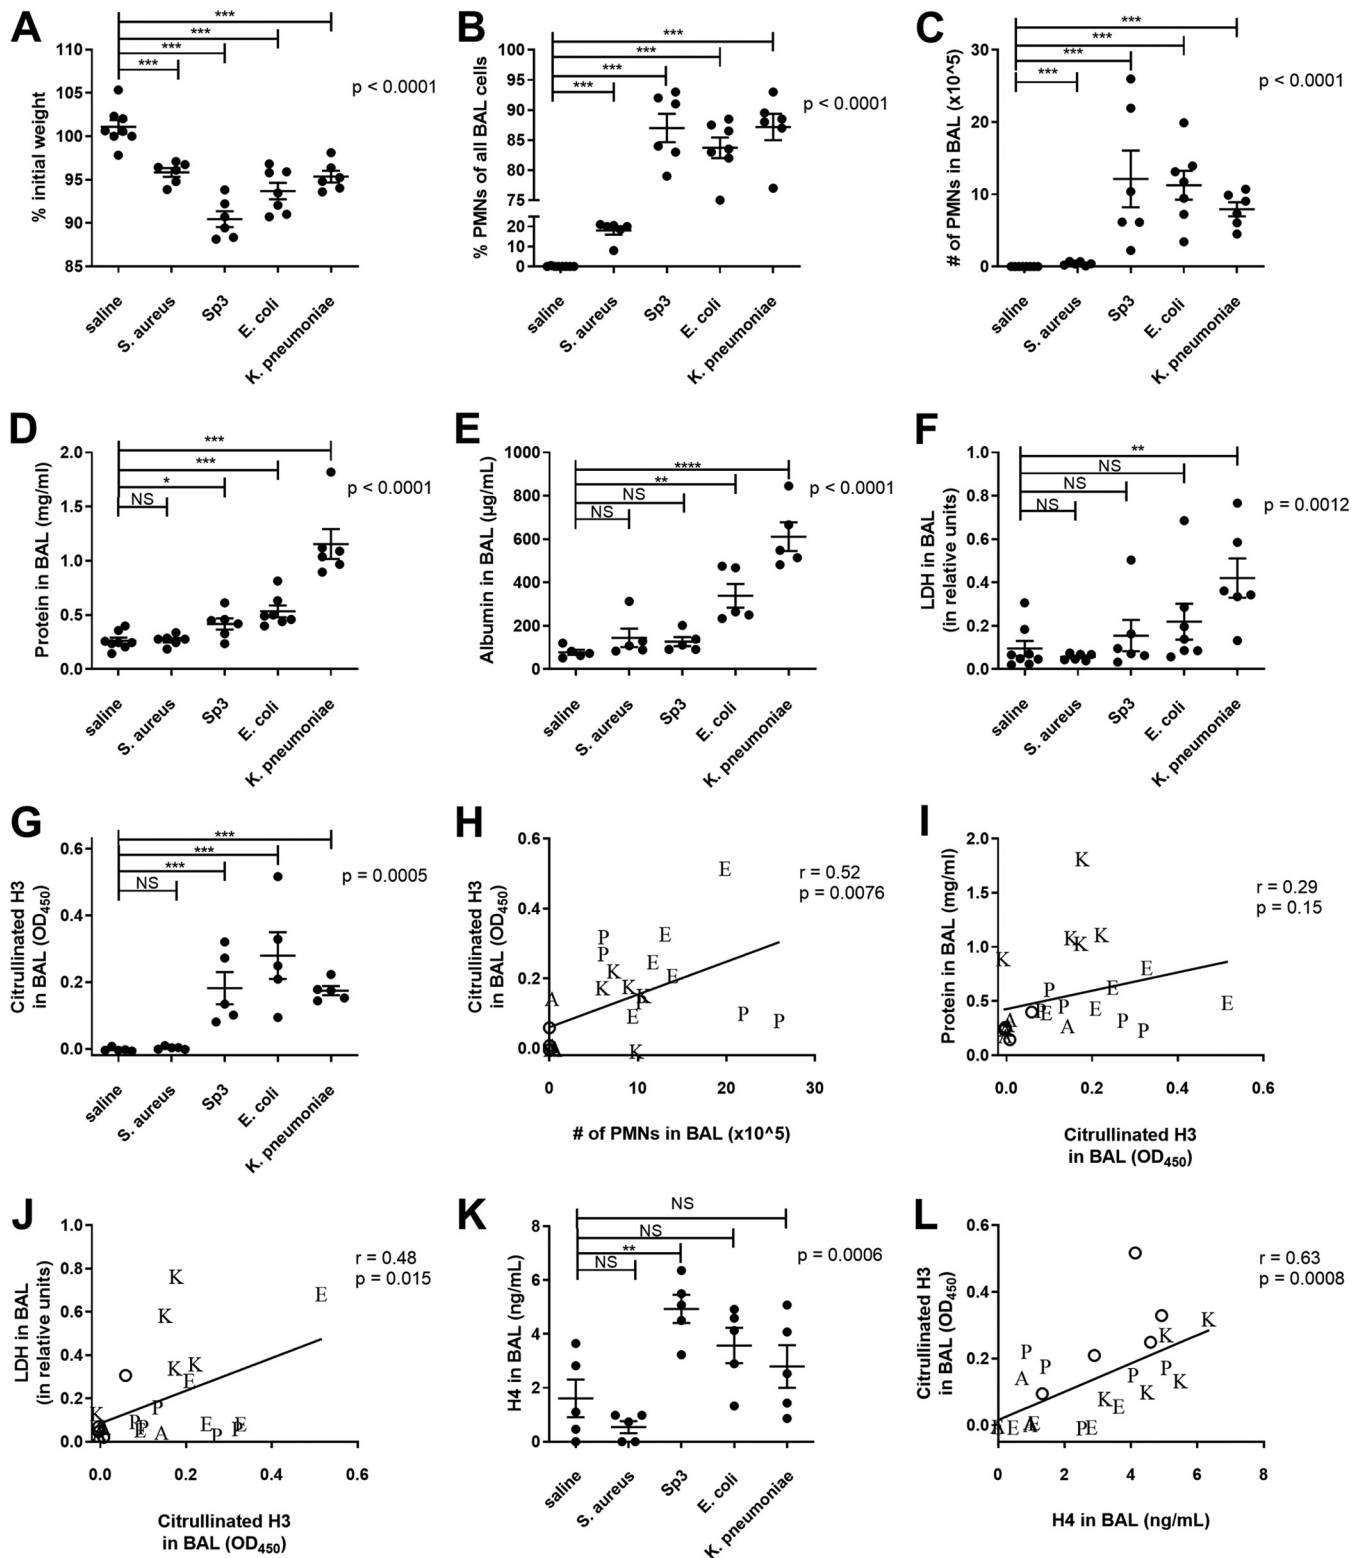 A
***
***
***
***
p < 0.0001
% initial weight
110
105
100
95
90
85
saline
S. aureus
Sp3
E. coli
K. pneumoniae
B
***
***
***
***
p < 0.0001
% PMNs of all BAL cells
100
95
90
85
80
75
20
10
0
saline
S. aureus
Sp3
E. coli
K. pneumoniae
C
***
***
***
***
p < 0.0001
# of PMNs in BAL (x10^5)
30
20
10
0
saline
S. aureus
Sp3
E. coli
K. pneumoniae
D
***
***
*
NS
p < 0.0001
Protein in BAL (mg/ml)
2.0
1.5
1.0
0.5
0.0
saline
S. aureus
Sp3
E. coli
K. pneumoniae
E
****
**
NS
NS
p < 0.0001
Albumin in BAL (µg/mL)
1000
800
600
400
200
0
saline
S. aureus
Sp3
E. coli
K. pneumoniae
F
**
NS
NS
NS
p = 0.0012
LDH in BAL
(in relative units)
1.0
0.8
0.6
0.4
0.2
0.0
saline
S. aureus
Sp3
E. coli
K. pneumoniae
G
***
***
***
NS
p = 0.0005
Citrullinated H3
in BAL (OD450)
0.6
0.4
0.2
0.0
saline
S. aureus
Sp3
E. coli
K. pneumoniae
H
r = 0.52
p = 0.0076
Citrullinated H3
in BAL (OD450)
0.6
0.4
0.2
0.0
E
P
E
P
K
E
E
K
K
A
K
P
E
P
P
K
A
0
10
20
30
# of PMNs in BAL (x10^5)
I
r = 0.29
p = 0.15
Protein in BAL (mg/ml)
2.0
1.5
1.0
0.5
0.0
K
K
K
K
K
E
P
E
E
P
P
E
E
A
A
P
P
0.0
0.2
0.4
0.6
Citrullinated H3
in BAL (OD450)
J
r = 0.48
p = 0.015
LDH in BAL
(in relative units)
1.0
0.8
0.6
0.4
0.2
0.0
K
E
K
K
K
E
K
P
P
E
E
P
E
A
P
P
0.0
0.2
0.4
0.6
Citrullinated H3
in BAL (OD450)
K
NS
NS
**
NS
p = 0.0006
H4 in BAL (ng/mL)
8
6
4
2
0
saline
S. aureus
Sp3
E. coli
K. pneumoniae
L
r = 0.63
p = 0.0008
Citrullinated H3
in BAL (OD450)
0.6
0.4
0.2
0.0
K
K
P
P
P
A
P
K
K
K
E
A
E
A
E
P
E
0
2
4
6
8
H4 in BAL (ng/mL)